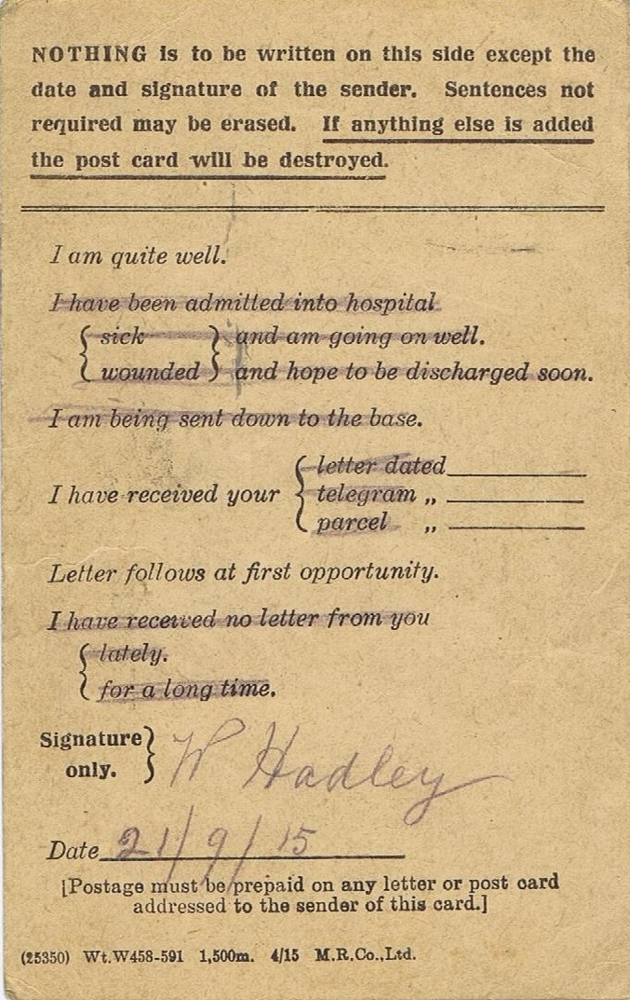 NOTHING is to be written on this side except the
date and signature of the sender. Sentences not
required may be erased. If anything else is added
the post card will be destroyed.
I am quite well.
I have been admitted into hospital
{ sick } and am going on well.
{ wounded } and hope to be discharged soon.
I am being sent down to the base.
I have received your { letter dated
telegram „
parcel „
Letter follows at first opportunity.
I have received no letter from you
{ lately.
for a long time.
Signature only. } W Hadley
Date 21/9/15
[Postage must be prepaid on any letter or post card
addressed to the sender of this card.]
(25350) Wt.W458-591 1,500m. 4/15 M.R.Co.,Ltd.